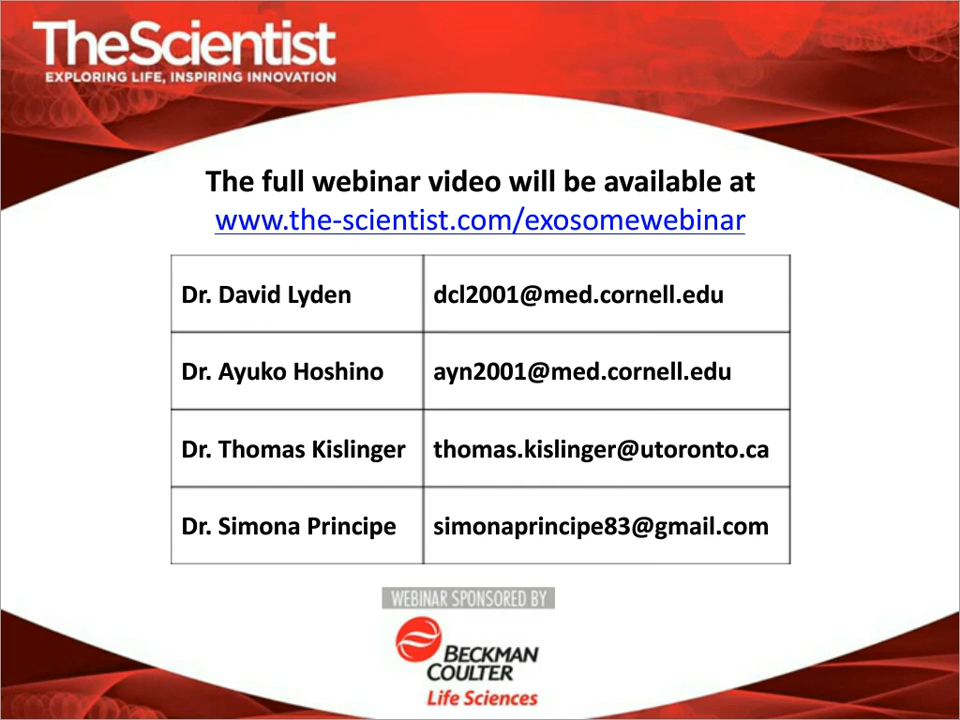 TheScientist
EXPLORING LIFE, INSPIRING INNOVATION
The full webinar video will be available at
www.the-scientist.com/exosomewebinar
Dr. David Lyden dcl2001@med.cornell.edu
Dr. Ayuko Hoshino ayn2001@med.cornell.edu
Dr. Thomas Kislinger thomas.kislinger@utoronto.ca
Dr. Simona Principe simonaprincipe83@gmail.com
WEBINAR SPONSORED BY
BECKMAN
COULTER
Life Sciences